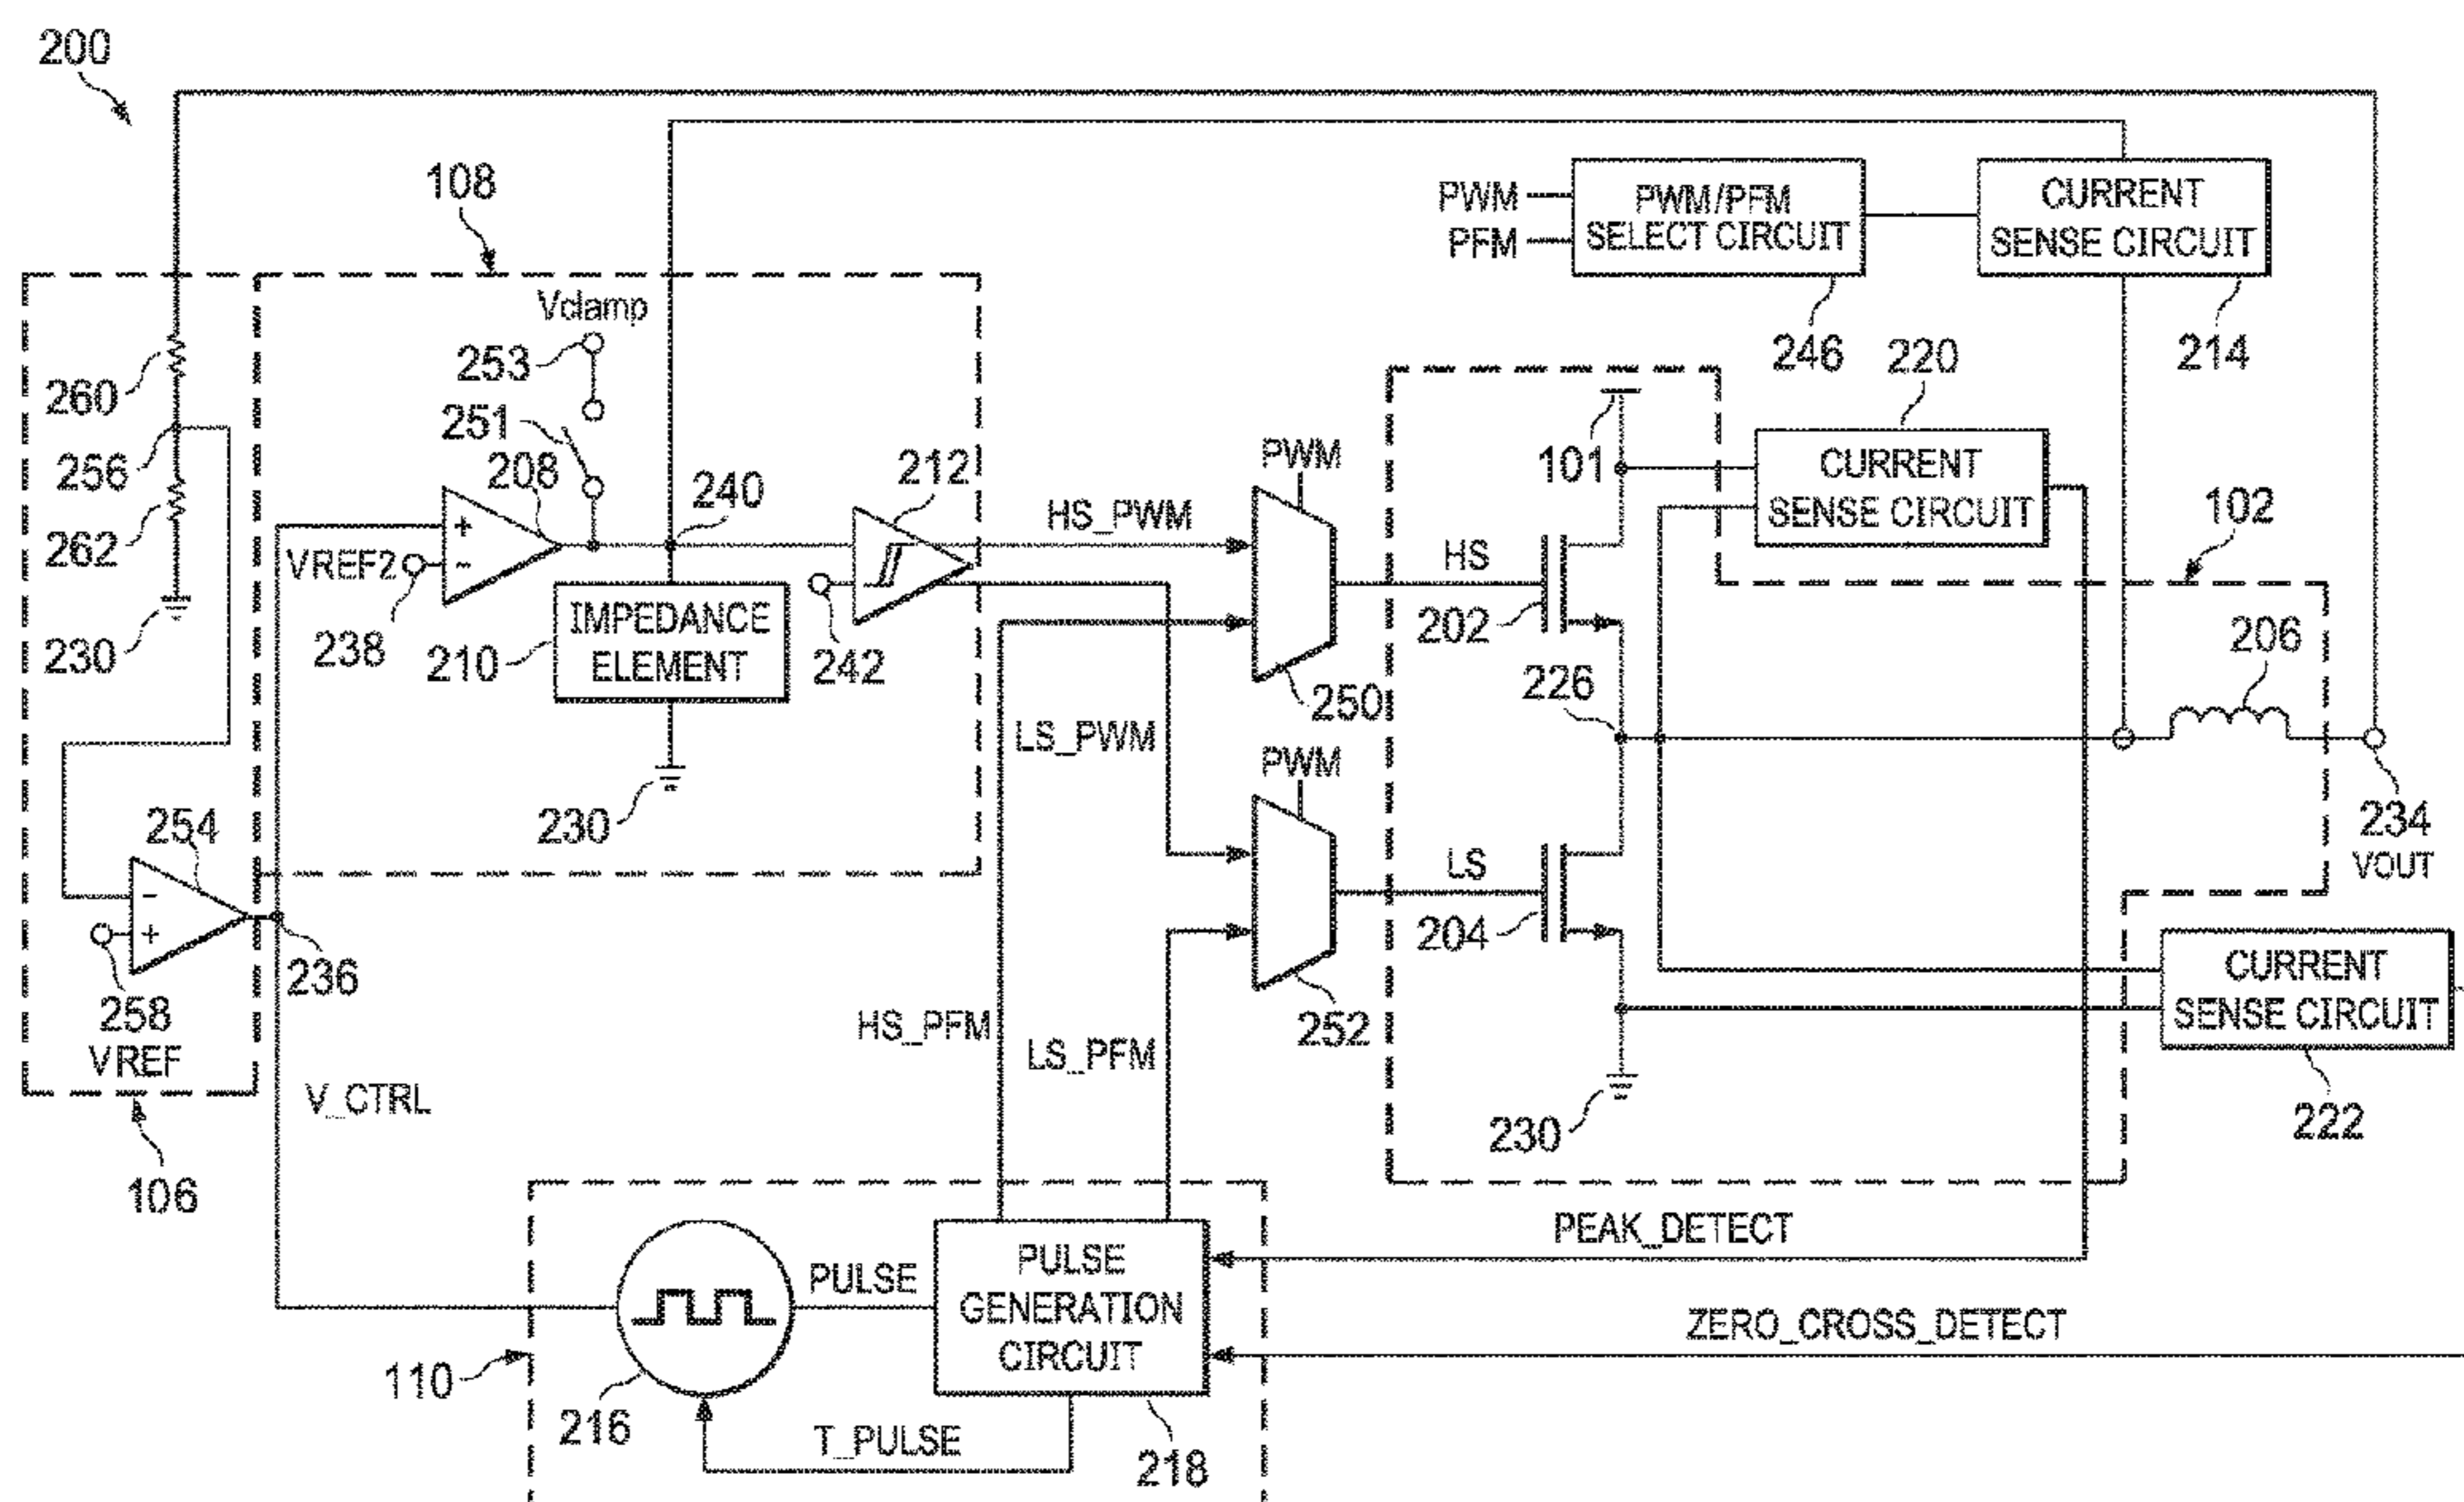 200
108
PWM
PFM
PWM/PFM
SELECT CIRCUIT
CURRENT
SENSE CIRCUIT
246
214
Vclamp
253
251
208
260
256
262
230
240
212
HS_PWM
PWM
101
220
CURRENT
SENSE CIRCUIT
102
+
-
VREF2
238
IMPEDANCE
ELEMENT
210
242
HS
202
250
226
206
LS_PWM
PWM
230
234
VOUT
254
-
+
258
VREF
236
LS
204
252
CURRENT
SENSE CIRCUIT
222
HS_PFM
LS_PFM
V_CTRL
230
106
PEAK_DETECT
PULSE
PULSE
GENERATION
CIRCUIT
ZERO_CROSS_DETECT
110
216
T_PULSE
218